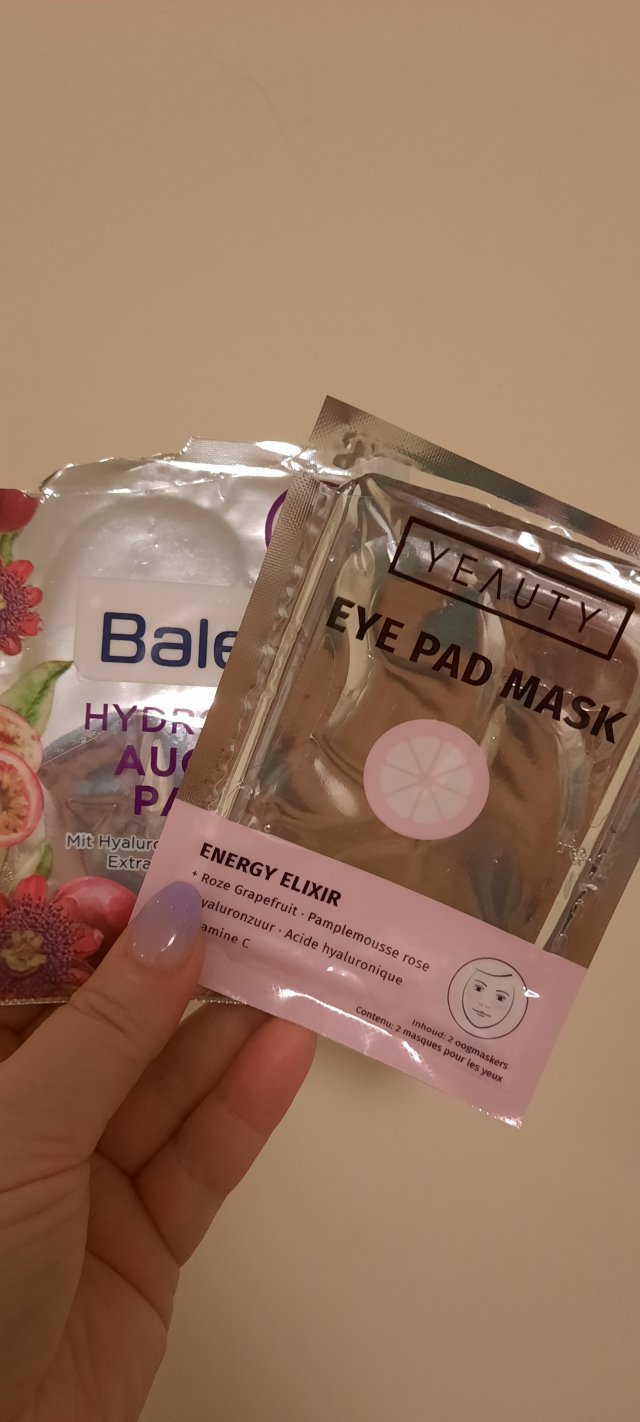 Bale
HYDR
AUG
PA
Mit Hyaluro
Extra
YEAUTY
EYE PAD MASK
ENERGY ELIXIR
+ Roze Grapefruit · Pamplemousse rose
yaluronzuur · Acide hyaluronique
amine C
Inhoud: 2 oogmaskers
Contenu: 2 masques pour les yeux